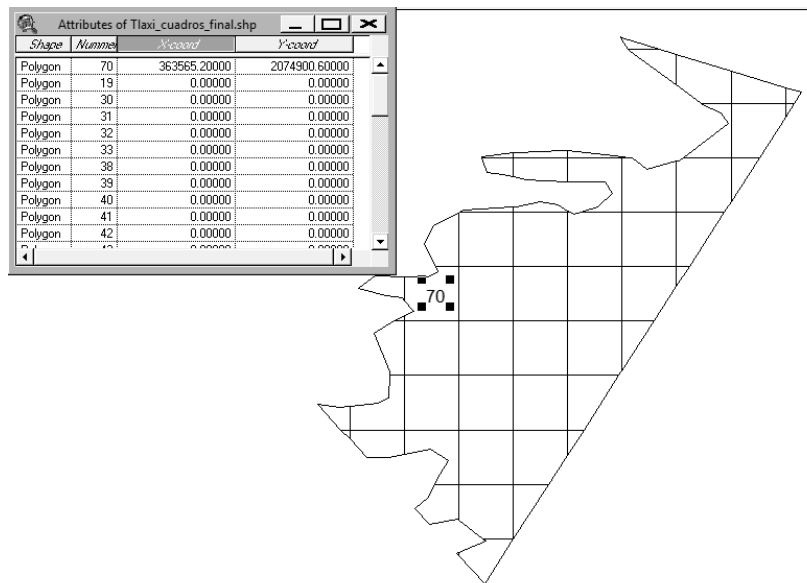 Attributes of Tlaxi_cuadros_final.shp
Shape Nummer X-coord Y-coord
Polygon 70 363565.20000 2074900.60000
Polygon 19 0.00000 0.00000
Polygon 30 0.00000 0.00000
Polygon 31 0.00000 0.00000
Polygon 32 0.00000 0.00000
Polygon 33 0.00000 0.00000
Polygon 38 0.00000 0.00000
Polygon 39 0.00000 0.00000
Polygon 40 0.00000 0.00000
Polygon 41 0.00000 0.00000
Polygon 42 0.00000 0.00000
70